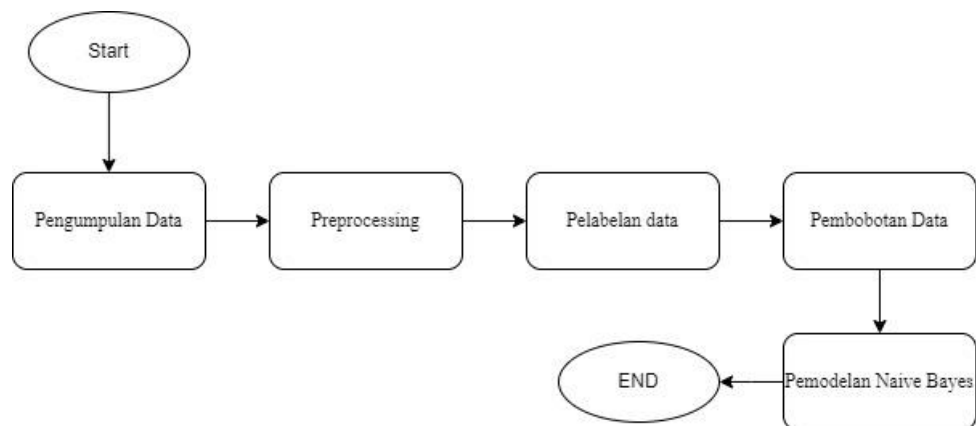 Start
Pengumpulan Data
Preprocessing
Pelabelan data
Pembobotan Data
Pemodelan Naive Bayes
END